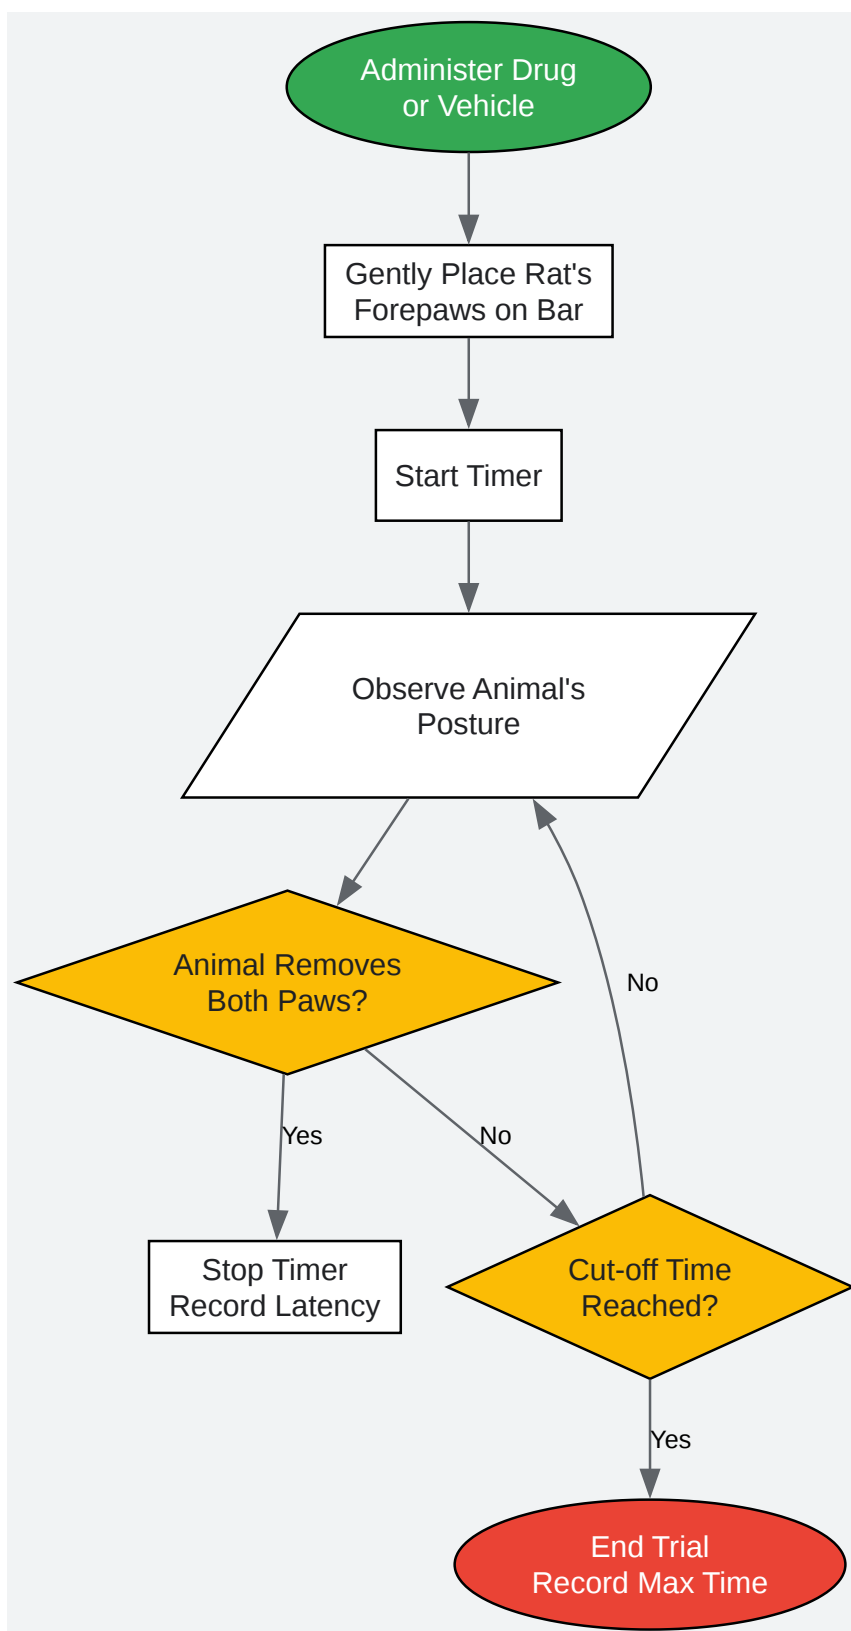 Administer Drug
or Vehicle
Gently Place Rat's
Forepaws on Bar
Start Timer
Observe Animal's
Posture
Animal Removes
Both Paws?
No
Yes
No
Stop Timer
Record Latency
Cut-off Time
Reached?
Yes
End Trial
Record Max Time